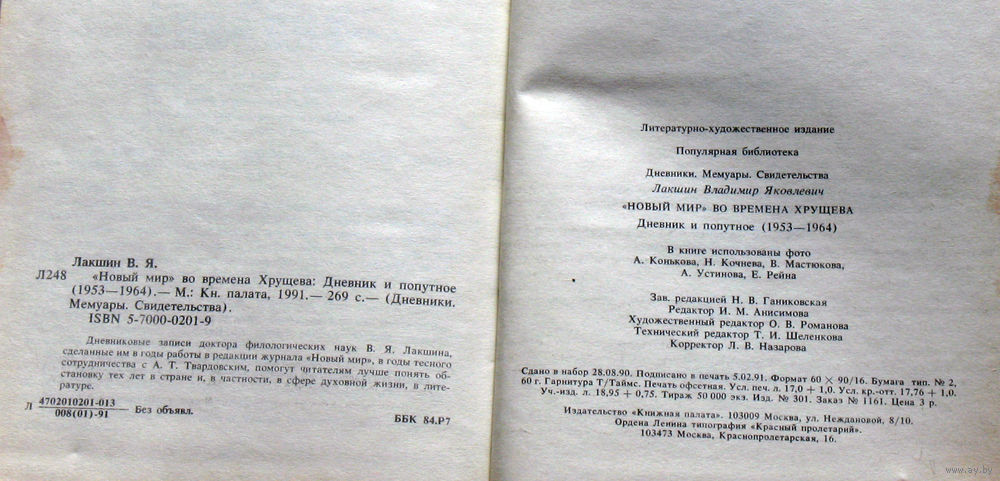 Лакшин В. Я.
Л248 «Новый мир» во времена Хрущева: Дневник и попутное
(1953—1964).— М.: Кн. палата, 1991.— 269 с.— (Дневники.
Мемуары. Свидетельства).
ISBN 5-7000-0201-9
Дневниковые записи доктора филологических наук В. Я. Лакшина,
сделанные им в годы работы в редакции журнала «Новый мир», в годы тесного
сотрудничества с А. Т. Твардовским, помогут читателям лучше понять об-
становку тех лет в стране и, в частности, в сфере духовной жизни, в лите-
ратуре.
Л 4702010201-013
008(01)-91
Без объявл.
ББК 84.Р7
Литературно-художественное издание
Популярная библиотека
Дневники. Мемуары. Свидетельства
Лакшин Владимир Яковлевич
«НОВЫЙ МИР» ВО ВРЕМЕНА ХРУЩЕВА
Дневник и попутное (1953—1964)
В книге использованы фото
А. Конькова, Н. Кочнева, В. Мастюкова,
А. Устинова, Е. Рейна
Зав. редакцией Н. В. Ганиковская
Редактор И. М. Анисимова
Художественный редактор О. В. Романова
Технический редактор Т. И. Шеленкова
Корректор Л. В. Назарова
Сдано в набор 28.08.90. Подписано в печать 5.02.91. Формат 60 × 90/16. Бумага тип. № 2,
60 г. Гарнитура Т/Таймс. Печать офсетная. Усл. печ. л. 17,0 + 1,0. Усл. кр.-отт. 17,76 + 1,0.
Уч.-изд. л. 18,95 + 0,75. Тираж 50 000 экз. Изд. № 301. Заказ № 1161. Цена 3 р.
Издательство «Книжная палата». 103009 Москва, ул. Неждановой, 8/10.
Ордена Ленина типография «Красный пролетарий».
103473 Москва, Краснопролетарская, 16.
www.ay.by